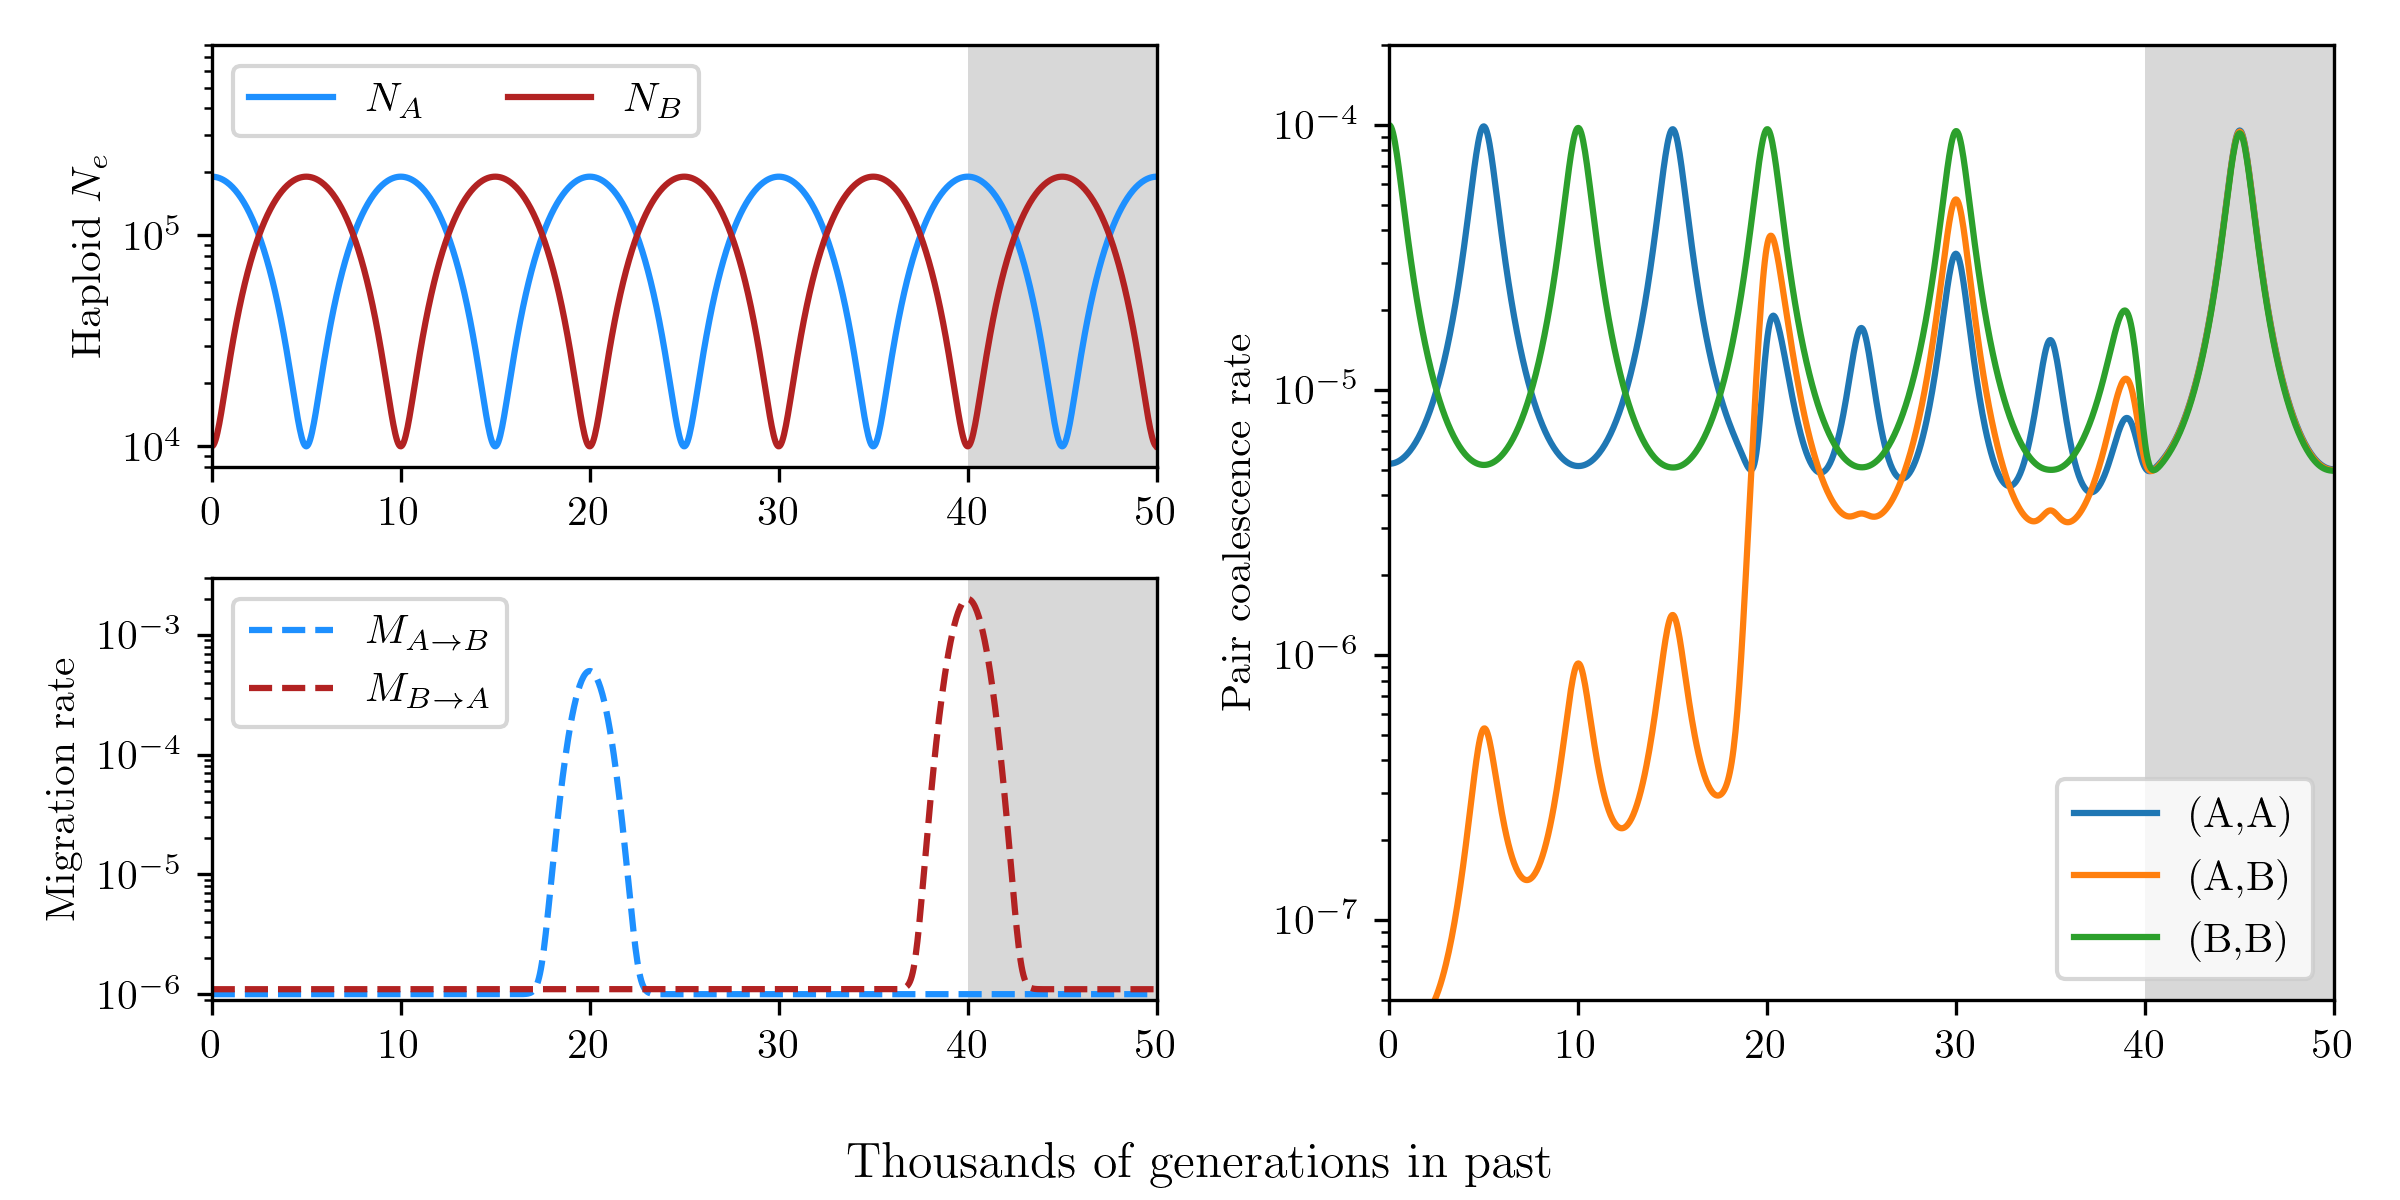 N_A N_B
Haploid N_e
10^5
10^4
0 10 20 30 40 50
M_{A→B}
M_{B→A}
Migration rate
10^{-3}
10^{-4}
10^{-5}
10^{-6}
0 10 20 30 40 50
Pair coalescence rate
10^{-4}
10^{-5}
10^{-6}
10^{-7}
(A,A)
(A,B)
(B,B)
0 10 20 30 40 50
Thousands of generations in past